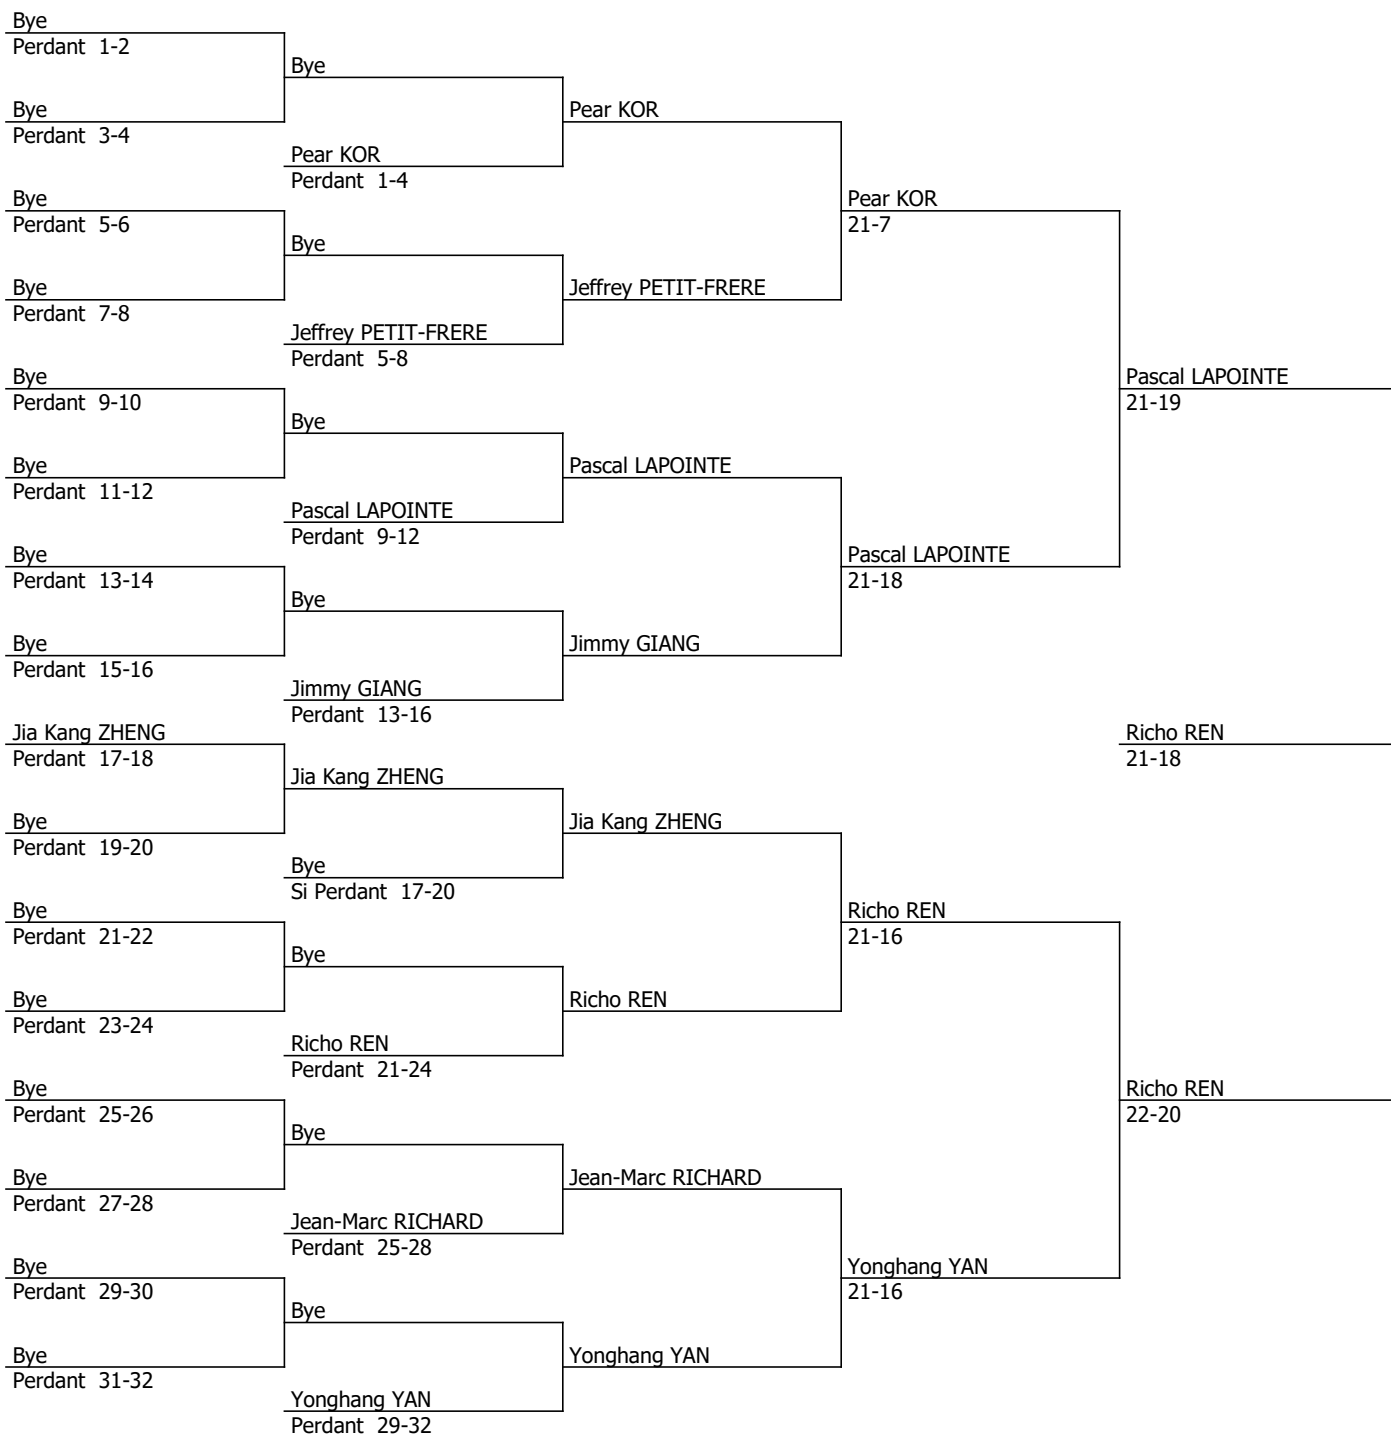 Bye
Perdant 1-2
Bye
Perdant 3-4
Bye
Perdant 5-6
Bye
Perdant 7-8
Bye
Perdant 9-10
Bye
Perdant 11-12
Bye
Perdant 13-14
Bye
Perdant 15-16
Jia Kang ZHENG
Perdant 17-18
Bye
Perdant 19-20
Bye
Perdant 21-22
Bye
Perdant 23-24
Bye
Perdant 25-26
Bye
Perdant 27-28
Bye
Perdant 29-30
Bye
Perdant 31-32
Bye
Pear KOR
Perdant 1-4
Bye
Jeffrey PETIT-FRERE
Perdant 5-8
Bye
Pascal LAPOINTE
Perdant 9-12
Bye
Jimmy GIANG
Perdant 13-16
Jia Kang ZHENG
Bye
Si Perdant 17-20
Bye
Richo REN
Perdant 21-24
Bye
Jean-Marc RICHARD
Perdant 25-28
Bye
Yonghang YAN
Perdant 29-32
Pear KOR
Jeffrey PETIT-FRERE
Pascal LAPOINTE
Jimmy GIANG
Jia Kang ZHENG
Richo REN
Jean-Marc RICHARD
Yonghang YAN
Pear KOR
21-7
Pascal LAPOINTE
21-18
Richo REN
21-16
Yonghang YAN
21-16
Pascal LAPOINTE
21-19
Richo REN
21-18
Richo REN
22-20